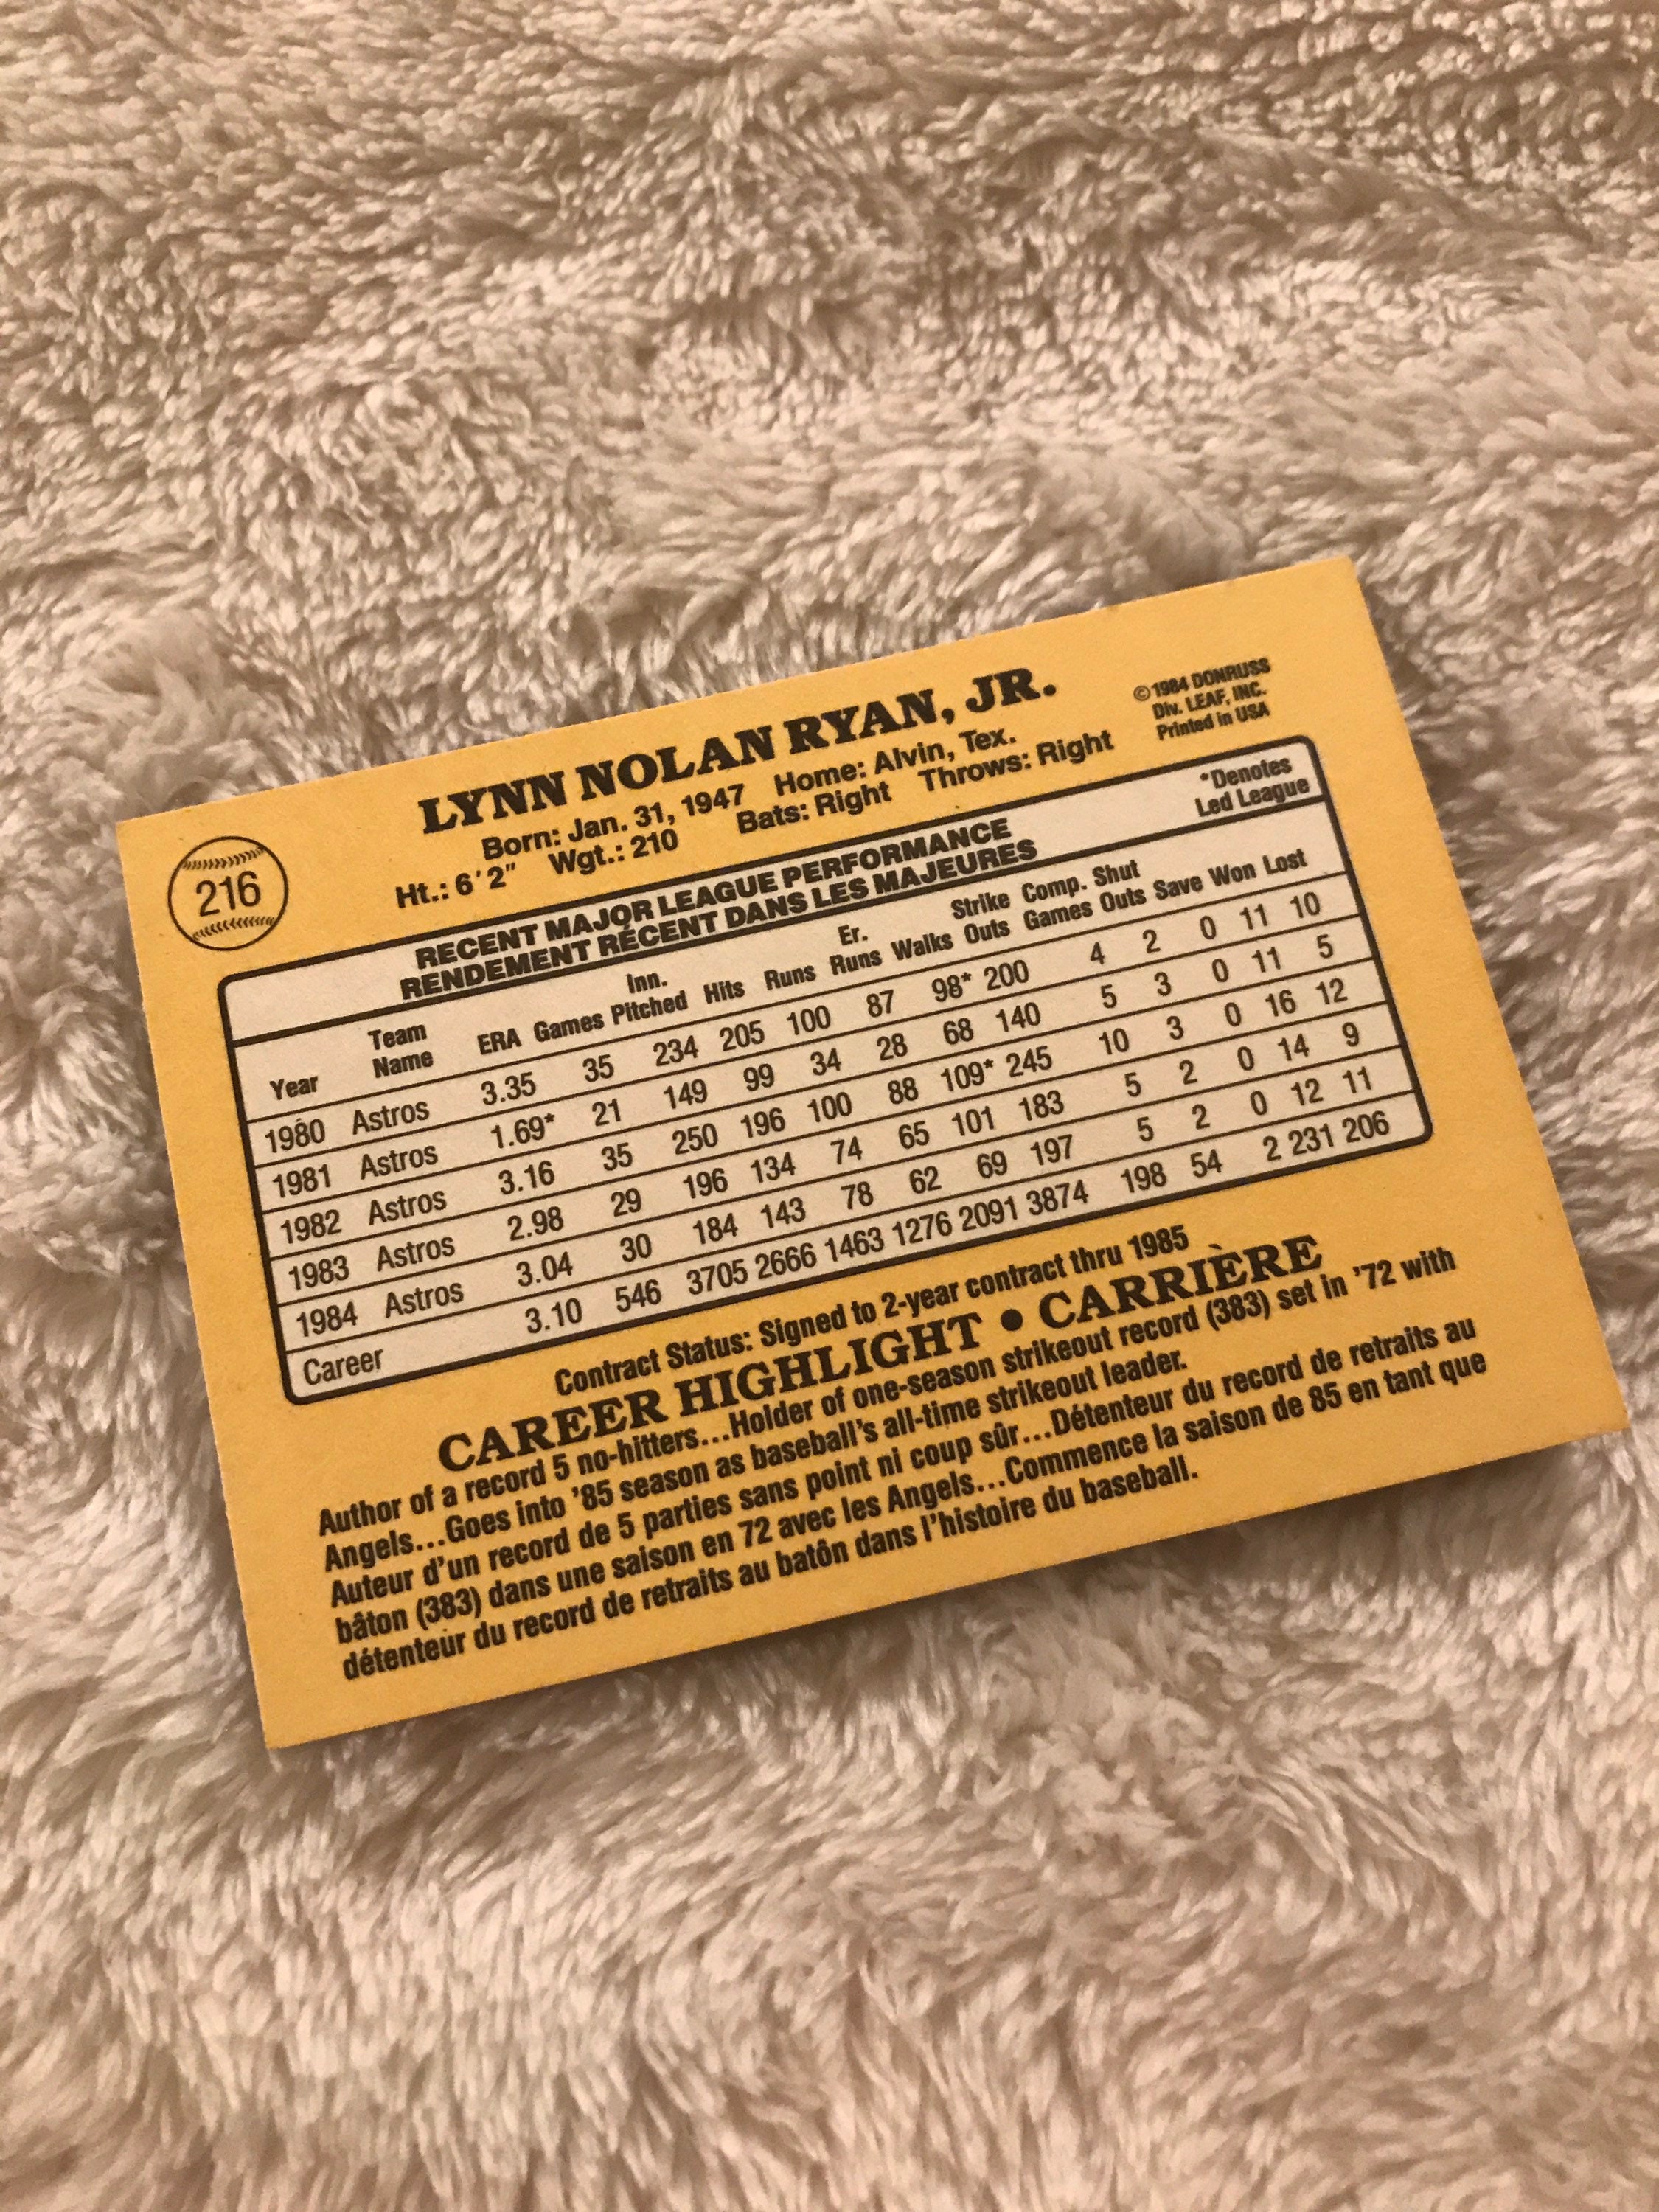 216
LYNN NOLAN RYAN, JR.
Born: Jan. 31, 1947 Home: Alvin, Tex.
Ht.: 6'2" Wgt.: 210 Bats: Right Throws: Right
©1984 DONRUSS
Div. LEAF, INC.
Printed in USA
RECENT MAJOR LEAGUE PERFORMANCE
RENDEMENT RÉCENT DANS LES MAJEURES
*Denotes
Led League
Year Team Name ERA Games Inn. Pitched Hits Runs Er. Runs Walks Strike Outs Comp. Games Shut Outs Save Won Lost
1980 Astros 3.35 35 234 205 100 87 98* 200 4 2 0 11 10
1981 Astros 1.69* 21 149 99 34 28 68 140 5 3 0 11 5
1982 Astros 3.16 35 250 196 100 88 109* 245 10 3 0 16 12
1983 Astros 2.98 29 196 134 74 65 101 183 5 2 0 14 9
1984 Astros 3.04 30 184 143 78 62 69 197 5 2 0 12 11
Career 3.10 546 3705 2666 1463 1276 2091 3874 198 54 2 231 206
Contract Status: Signed to 2-year contract thru 1985
CAREER HIGHLIGHT • CARRIÈRE
Author of a record 5 no-hitters...Holder of one-season strikeout record (383) set in '72 with
Angels...Goes into '85 season as baseball's all-time strikeout leader.
Auteur d'un record de 5 parties sans point ni coup sûr...Détenteur du record de retraits au
bâton (383) dans une saison en 72 avec les Angels...Commence la saison de 85 en tant que
détenteur du record de retraits au batôn dans l'histoire du baseball.